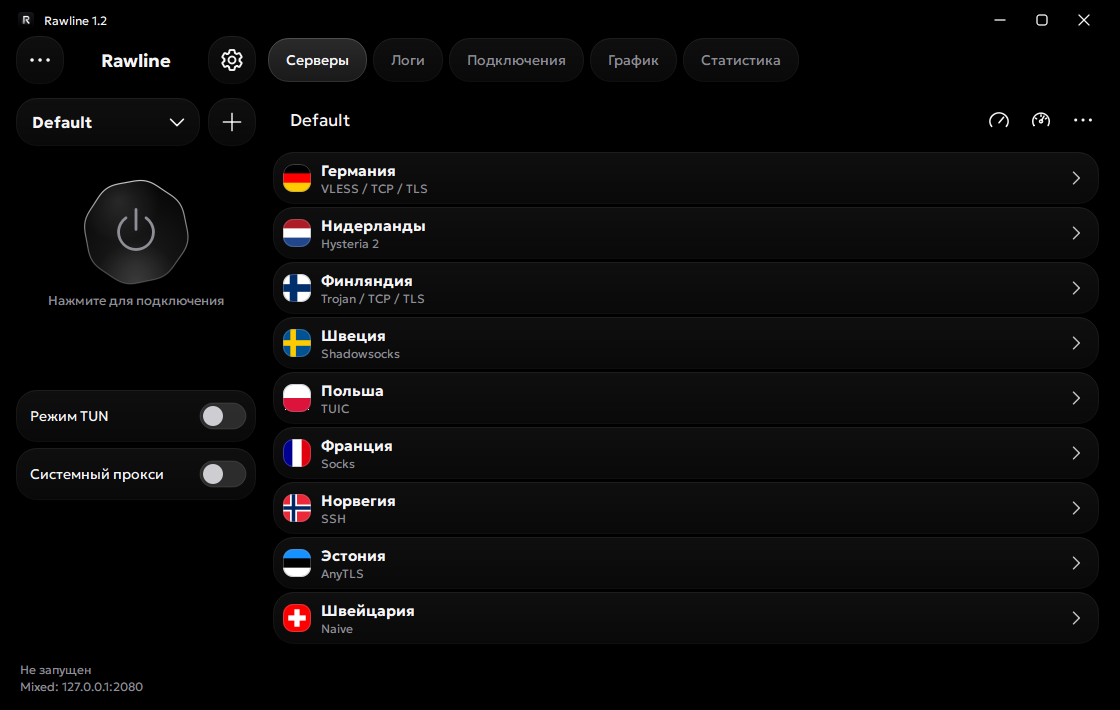 R Rawline 1.2
Rawline
Серверы Логи Подключения График Статистика
Default
Default
Нажмите для подключения
Режим TUN
Системный прокси
Германия
VLESS / TCP / TLS
Нидерланды
Hysteria 2
Финляндия
Trojan / TCP / TLS
Швеция
Shadowsocks
Польша
TUIC
Франция
Socks
Норвегия
SSH
Эстония
AnyTLS
Швейцария
Naive
Не запущен
Mixed: 127.0.0.1:2080